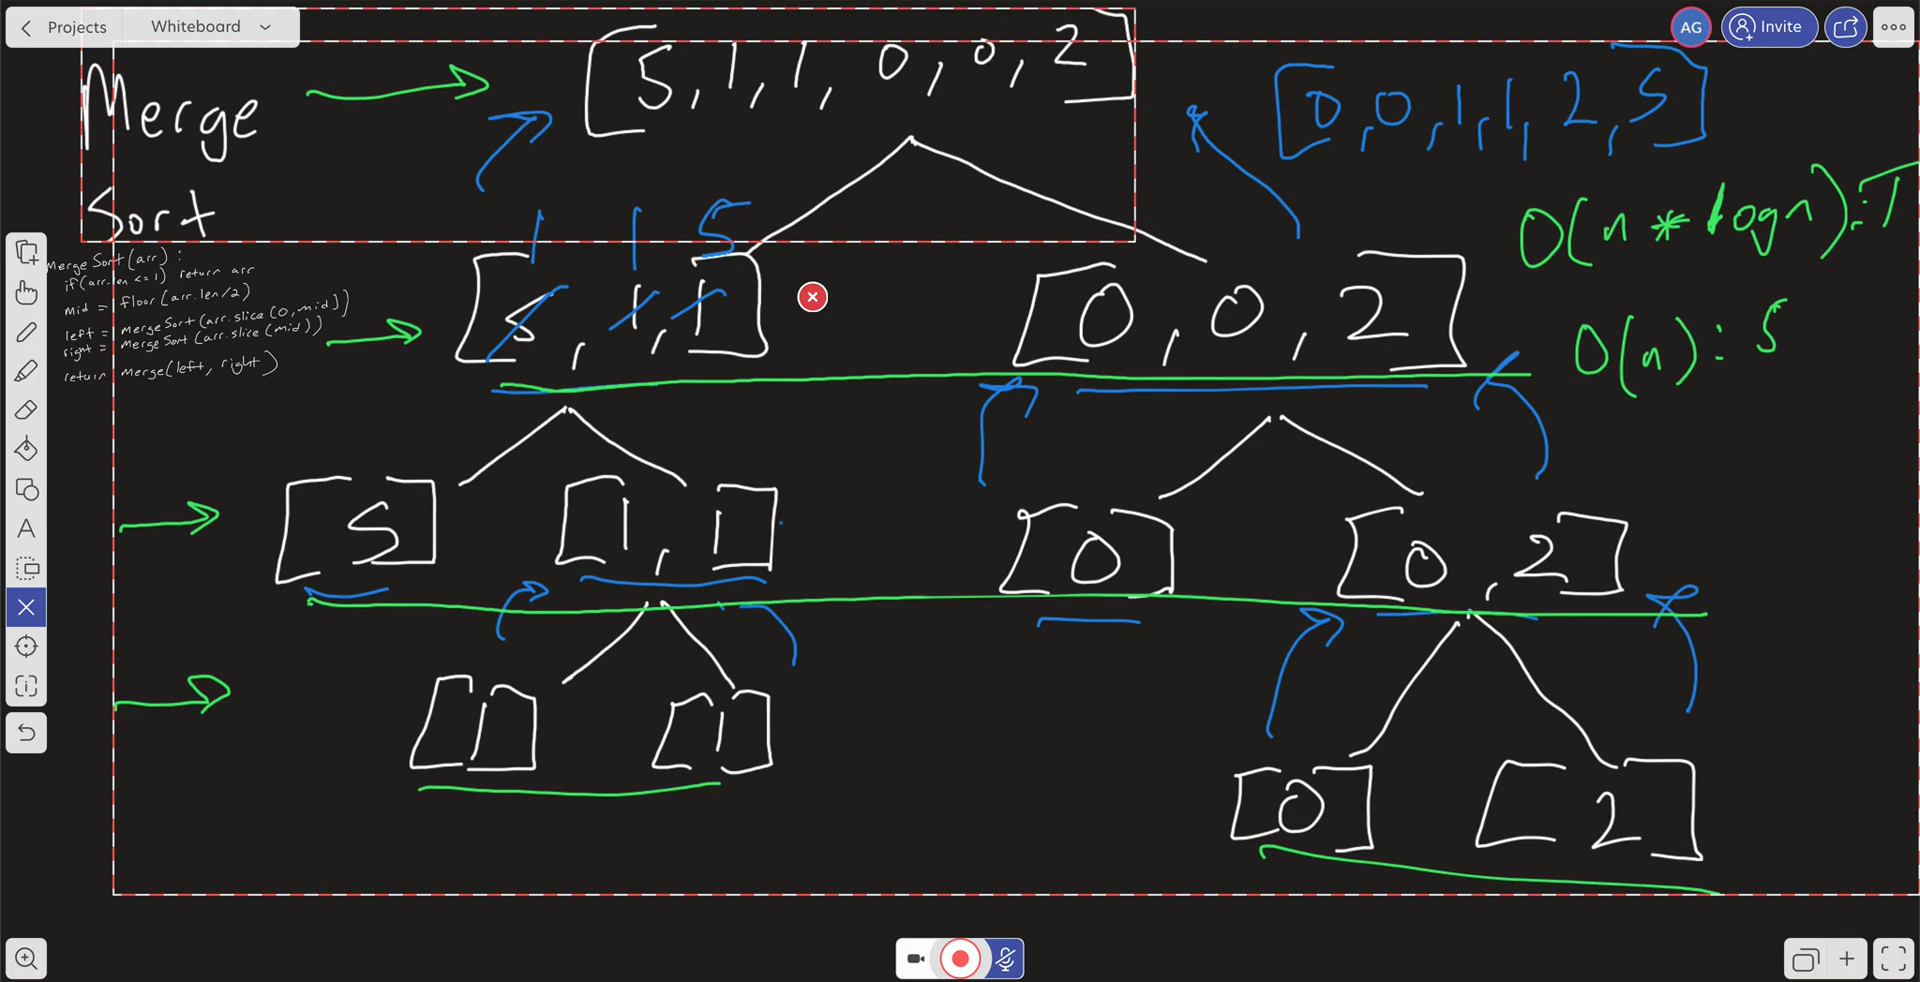 Projects
Whiteboard
AG
Invite
Merge
Sort
[5, 1, 1, 0, 0, 2]
[0, 0, 1, 1, 2, 5]
O(n * logn): T
O(n): S
MergeSort(arr):
if(arr.len <= 1) return arr
mid = floor(arr.len/2)
left = mergeSort(arr.slice(0, mid])
right = MergeSort(arr.slice(mid))
return Merge(left, right)
1 1 5
[5, 1, 1]
[0, 0, 2]
[5]
[1, 1]
[0]
[0, 2]
[1]
[1]
[0]
[2]
A